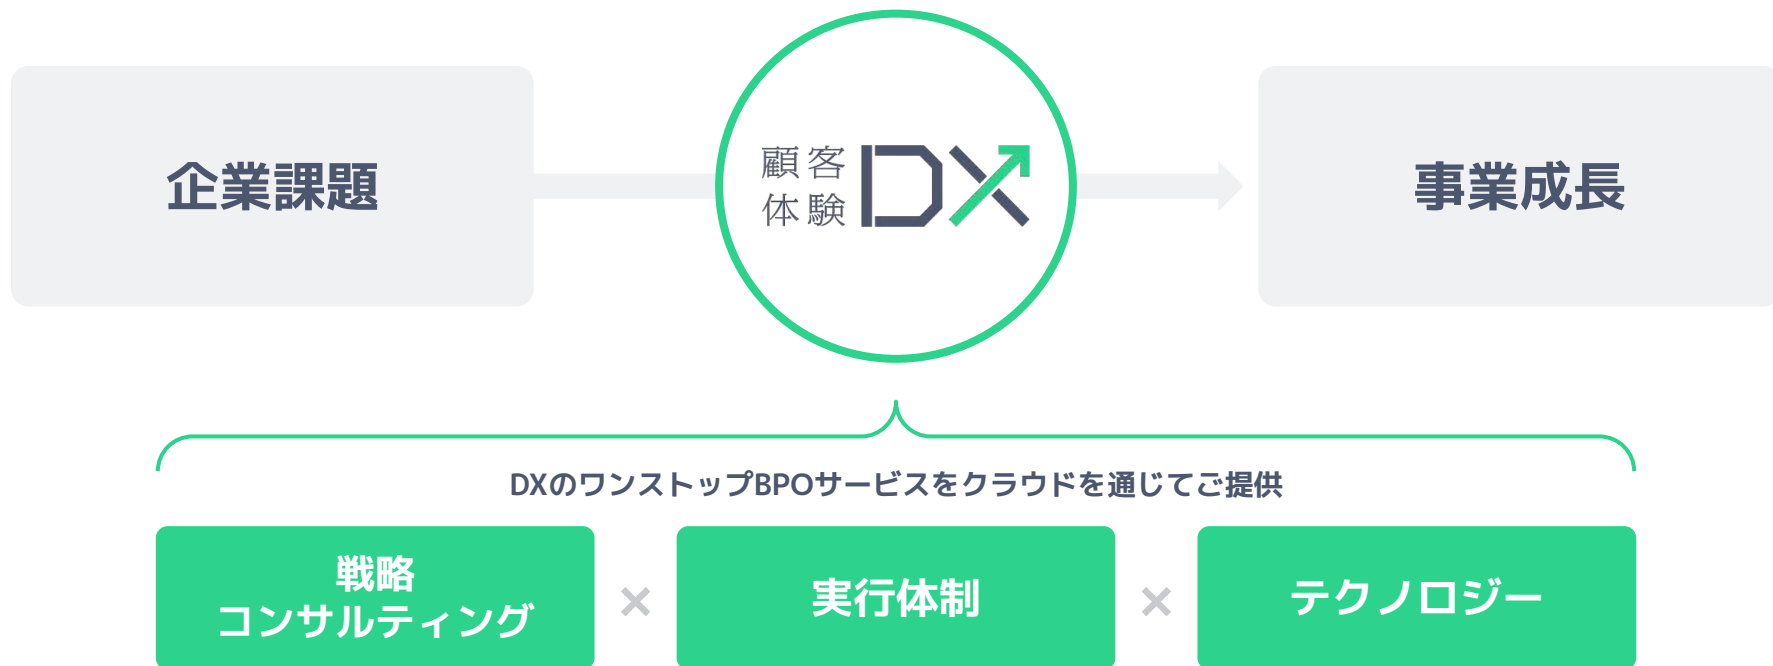 企業課題
顧客
体験
DX
事業成長
DXのワンストップBPOサービスをクラウドを通じてご提供
戦略
コンサルティング
×
実行体制
×
テクノロジー